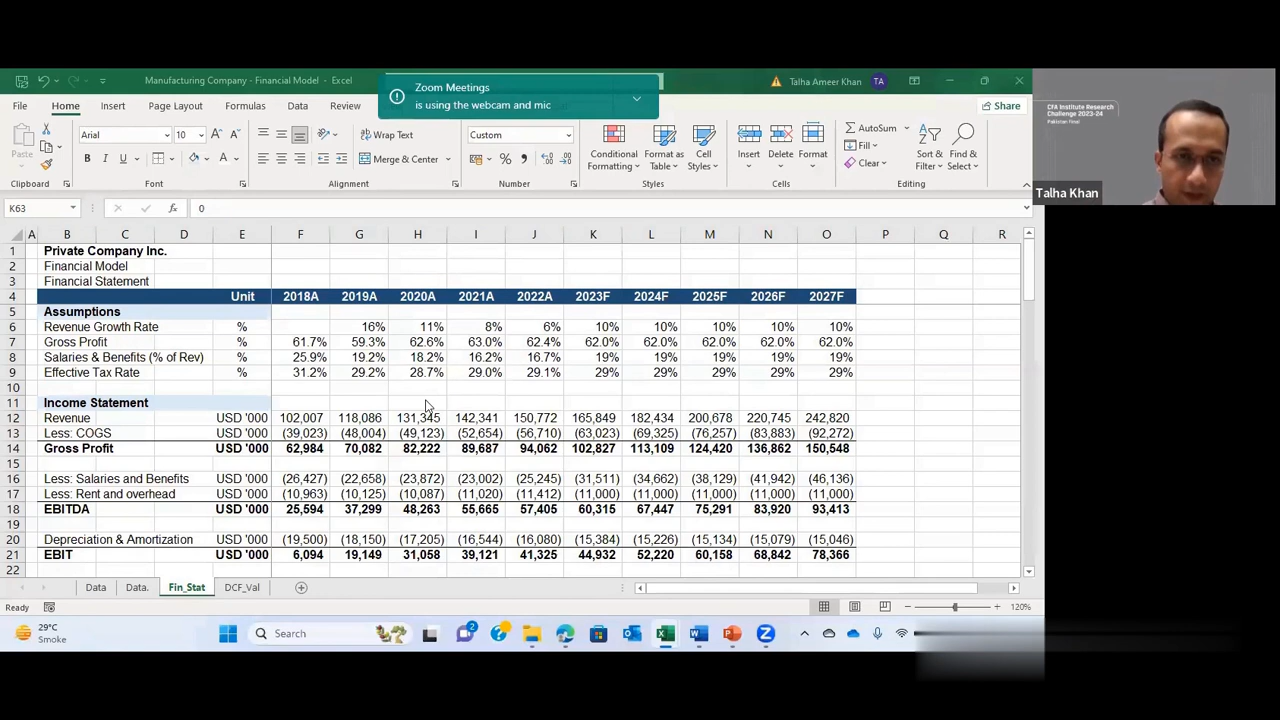 Manufacturing Company - Financial Model - Excel
Talha Ameer Khan TA
Zoom Meetings
is using the webcam and mic
File Home Insert Page Layout Formulas Data Review
Share
Paste
Arial 10
B I U A
Wrap Text
Merge & Center
Custom
Conditional Formatting
Format as Table
Cell Styles
Insert Delete Format
AutoSum
Fill
Clear
Sort & Filter
Find & Select
Clipboard Font Alignment Number Styles Cells Editing
K63 fx 0
A B C D E F G H I J K L M N O P Q R
1 Private Company Inc.
2 Financial Model
3 Financial Statement
4 Unit 2018A 2019A 2020A 2021A 2022A 2023F 2024F 2025F 2026F 2027F
5 Assumptions
6 Revenue Growth Rate % 16% 11% 8% 6% 10% 10% 10% 10% 10%
7 Gross Profit % 61.7% 59.3% 62.6% 63.0% 62.4% 62.0% 62.0% 62.0% 62.0% 62.0%
8 Salaries & Benefits (% of Rev) % 25.9% 19.2% 18.2% 16.2% 16.7% 19% 19% 19% 19% 19%
9 Effective Tax Rate % 31.2% 29.2% 28.7% 29.0% 29.1% 29% 29% 29% 29% 29%
10
11 Income Statement
12 Revenue USD '000 102,007 118,086 131,345 142,341 150,772 165,849 182,434 200,678 220,745 242,820
13 Less: COGS USD '000 (39,023) (48,004) (49,123) (52,654) (56,710) (63,023) (69,325) (76,257) (83,883) (92,272)
14 Gross Profit USD '000 62,984 70,082 82,222 89,687 94,062 102,827 113,109 124,420 136,862 150,548
15
16 Less: Salaries and Benefits USD '000 (26,427) (22,658) (23,872) (23,002) (25,245) (31,511) (34,662) (38,129) (41,942) (46,136)
17 Less: Rent and overhead USD '000 (10,963) (10,125) (10,087) (11,020) (11,412) (11,000) (11,000) (11,000) (11,000) (11,000)
18 EBITDA USD '000 25,594 37,299 48,263 55,665 57,405 60,315 67,447 75,291 83,920 93,413
19
20 Depreciation & Amortization USD '000 (19,500) (18,150) (17,205) (16,544) (16,080) (15,384) (15,226) (15,134) (15,079) (15,046)
21 EBIT USD '000 6,094 19,149 31,058 39,121 41,325 44,932 52,220 60,158 68,842 78,366
22
Data Data. Fin_Stat DCF_Val
Ready 120%
29°C
Smoke
Search
2
CFA Institute Research
Challenge 2023-24
Pakistan Final
Talha Khan